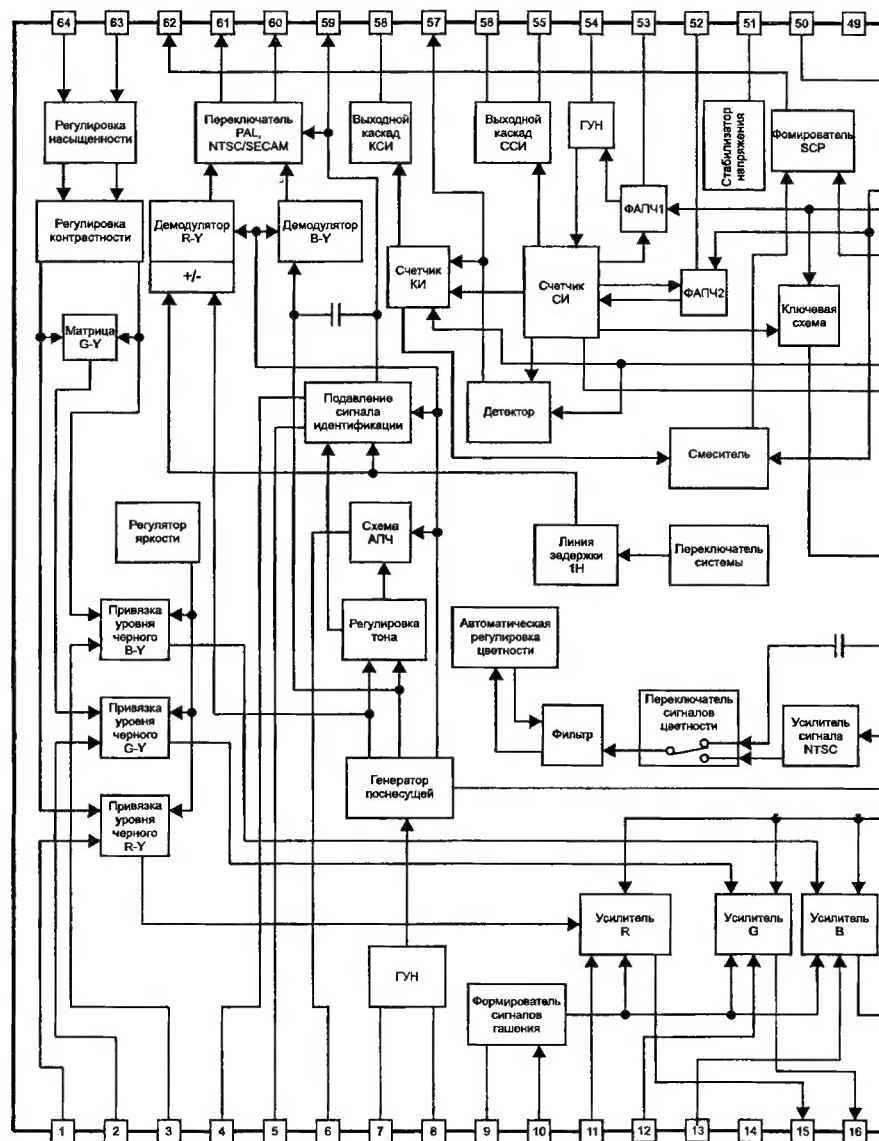 64 63 62 61 60 59 58 57 58 55 54 53 52 51 50 49
Регулировка
насыщенности
Переключатель
PAL,
NTSC/SECAM
Выходной
каскад
КСИ
Выходной
каскад
ССИ
ГУН
Стабилизатор
напряжения
Фомирователь
SCP
Регулировка
контрастности
Демодулятор
R-Y
+/-
Демодулятор
B-Y
ФАПЧ1
Счетчик
КИ
Счетчик
СИ
ФАПЧ2
Ключевая
схема
Матрица
G-Y
Подавление
сигнала
идентификации
Детектор
Смеситель
Регулятор
яркости
Схема
АПЧ
Линия
задержки
1Н
Переключатель
системы
Привязка
уровня
черного
B-Y
Регулировка
тона
Автоматическая
регулировка
цветности
Привязка
уровня
черного
G-Y
Фильтр
Переключатель
сигналов
цветности
Усилитель
сигнала
NTSC
Генератор
поснесущей
Привязка
уровня
черного
R-Y
Усилитель
R
Усилитель
G
Усилитель
B
ГУН
Формирователь
сигналов
гашения
1 2 3 4 5 6 7 8 9 10 11 12 13 14 15 16